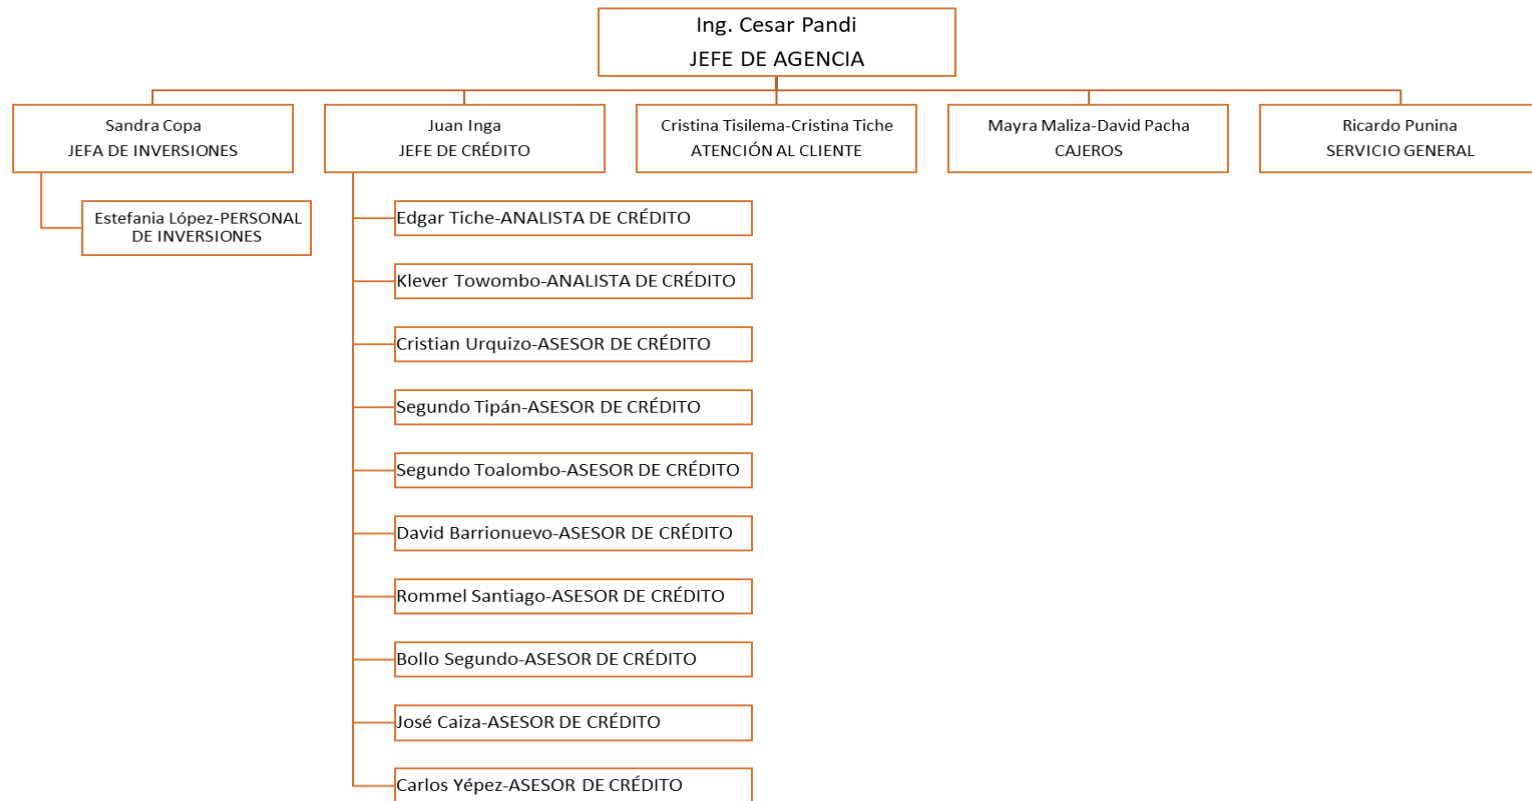 Ing. Cesar Pandi
JEFE DE AGENCIA
Sandra Copa
JEFA DE INVERSIONES
Juan Inga
JEFE DE CRÉDITO
Cristina Tisilema-Cristina Tiche
ATENCIÓN AL CLIENTE
Mayra Maliza-David Pacha
CAJEROS
Ricardo Punina
SERVICIO GENERAL
Estefania López-PERSONAL
DE INVERSIONES
Edgar Tiche-ANALISTA DE CRÉDITO
Klever Towombo-ANALISTA DE CRÉDITO
Cristian Urquizo-ASESOR DE CRÉDITO
Segundo Tipán-ASESOR DE CRÉDITO
Segundo Toalombo-ASESOR DE CRÉDITO
David Barrionuevo-ASESOR DE CRÉDITO
Rommel Santiago-ASESOR DE CRÉDITO
Bollo Segundo-ASESOR DE CRÉDITO
José Caiza-ASESOR DE CRÉDITO
Carlos Yépez-ASESOR DE CRÉDITO